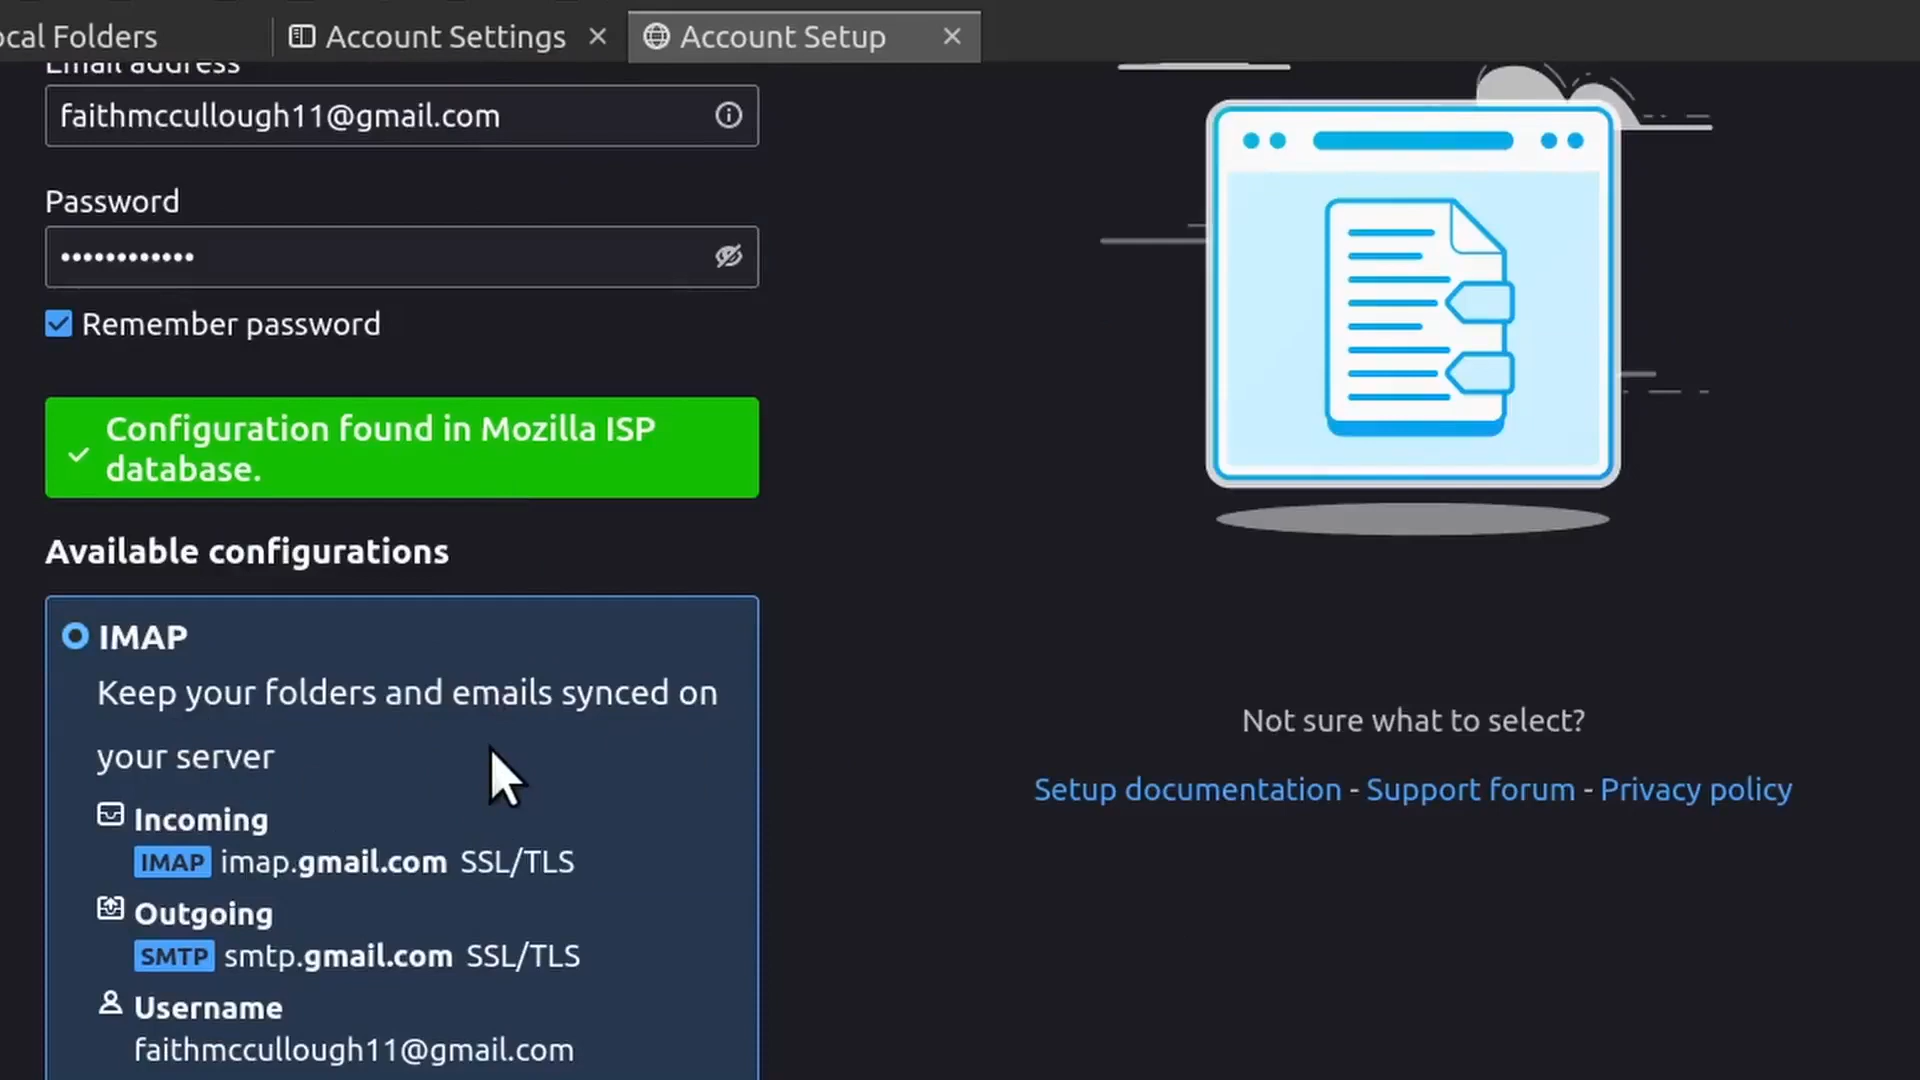 ocal Folders
Account Settings
Account Setup
Email address
faithmccullough11@gmail.com
Password
••••••••••••
Remember password
Configuration found in Mozilla ISP
database.
Available configurations
IMAP
Keep your folders and emails synced on
your server
Incoming
IMAP imap.gmail.com SSL/TLS
Outgoing
SMTP smtp.gmail.com SSL/TLS
Username
faithmccullough11@gmail.com
Not sure what to select?
Setup documentation - Support forum - Privacy policy